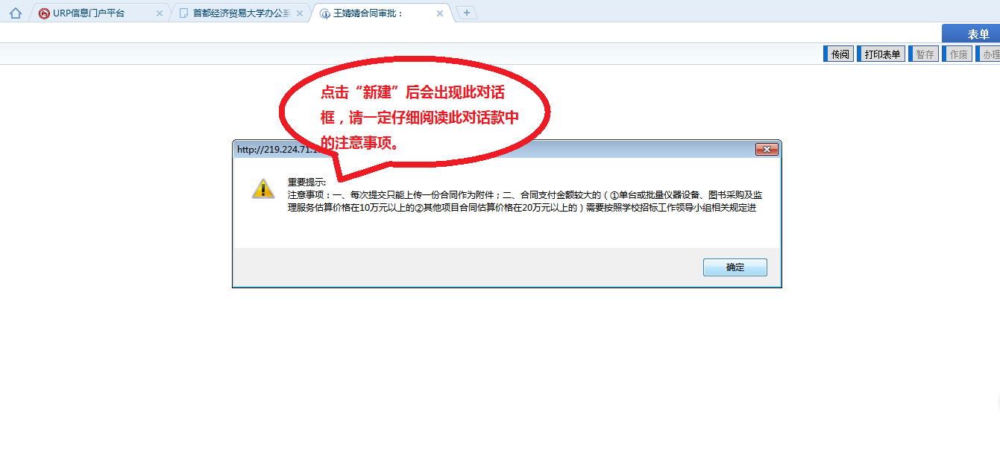 URP信息门户平台
首都经济贸易大学办公系
王婧婧合同审批：
表单
传阅
打印表单
暂存
作废
办理
点击“新建”后会出现此对话
框，请一定仔细阅读此对话款中
的注意事项。
http://219.224.71.1
重要提示:
注意事项：一、每次提交只能上传一份合同作为附件；二、合同支付金额较大的（①单台或批量仪器设备、图书采购及监
理服务估算价格在10万元以上的②其他项目合同估算价格在20万元以上的）需要按照学校招标工作领导小组相关规定进
确定